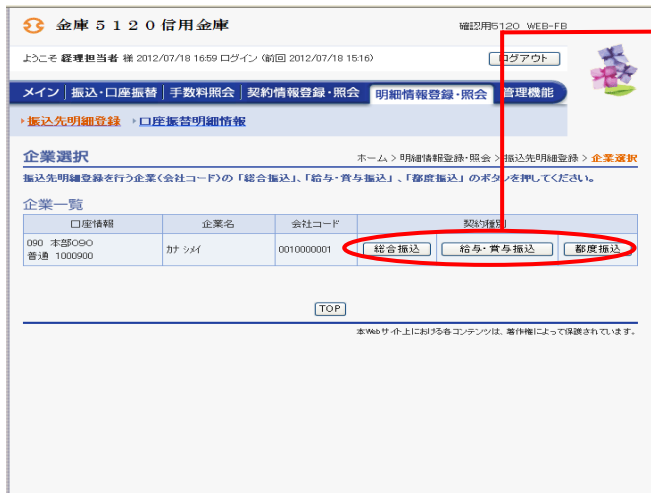 金庫5120信用金庫
確認用5120 WEB-FB
ようこそ 経理担当者 様 2012/07/18 16:59 ログイン (前回 2012/07/18 15:16)
ログアウト
メイン 振込・口座振替 手数料照会 契約情報登録・照会 明細情報登録・照会 管理機能
振込先明細登録 口座振替明細情報
企業選択
ホーム > 明細情報登録・照会 > 振込先明細登録 > 企業選択
振込先明細登録を行う企業(会社コード)の「総合振込」、「給与・賞与振込」、「都度振込」のボタンを押してください。
企業一覧
口座情報 企業名 会社コード 契約種別
090 本部090 カナ シメイ 0010000001 総合振込 給与・賞与振込 都度振込
普通 1000900
TOP
本Webサイト上における各コンテンツは、著作権によって保護されています。